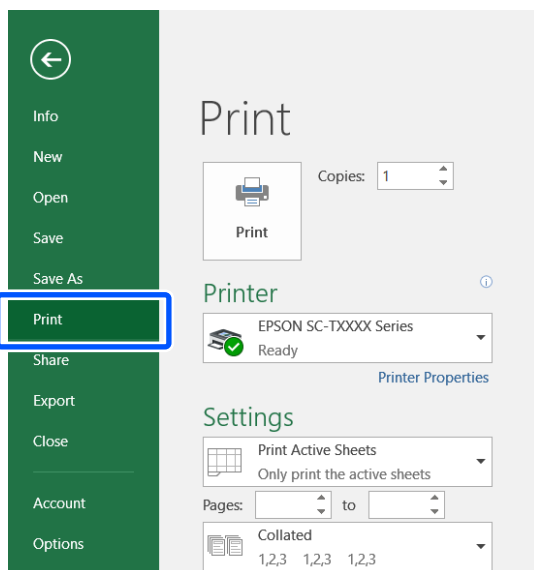 Info
New
Open
Save
Save As
Print
Share
Export
Close
Account
Options
Print
Copies: 1
Print
Printer
EPSON SC-TXXXX Series
Ready
Printer Properties
Settings
Print Active Sheets
Only print the active sheets
Pages: to
Collated
1,2,3 1,2,3 1,2,3